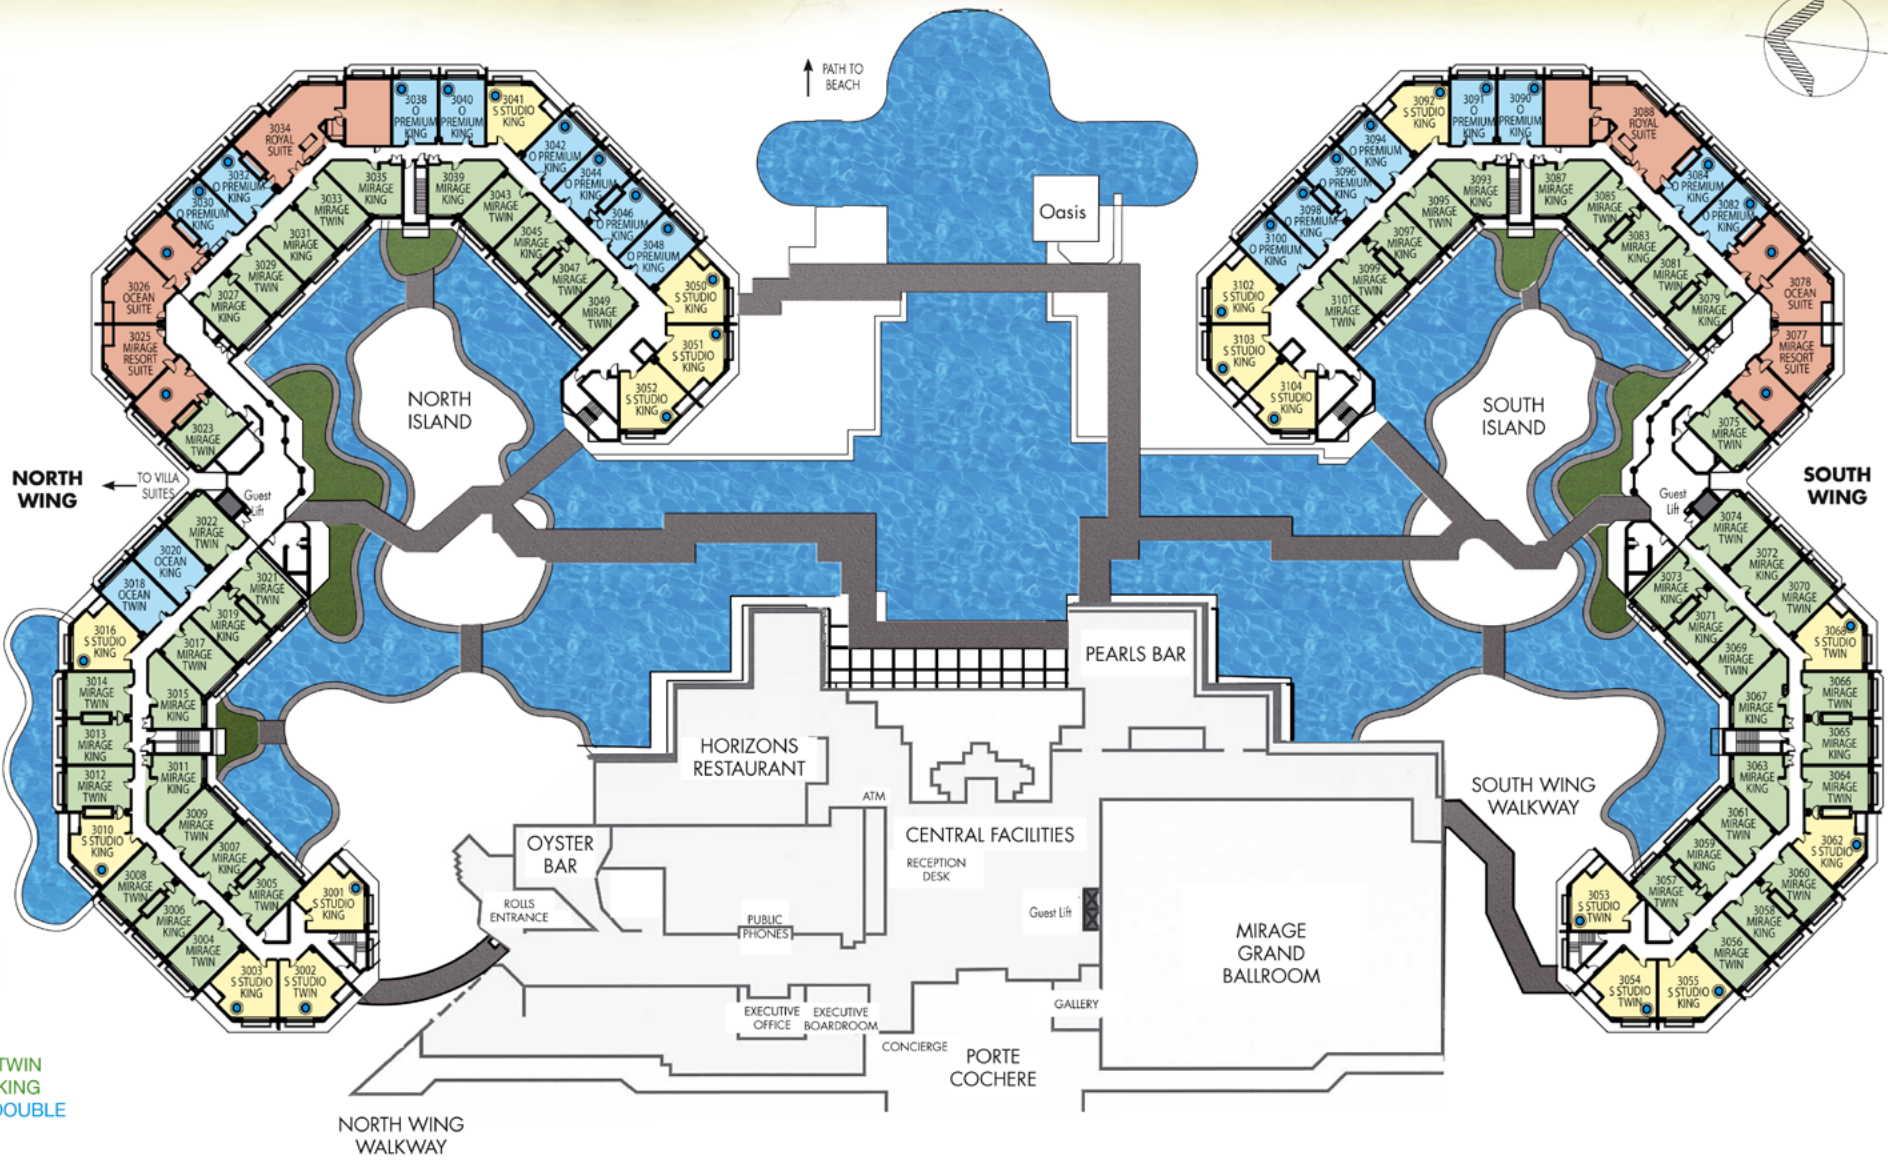 PATH TO
BEACH
Oasis
3034
ROYAL
SUITE
3038
O
PREMIUM
KING
3040
O
PREMIUM
KING
3041
S STUDIO
KING
3042
O PREMIUM
KING
3044
O PREMIUM
KING
3046
O PREMIUM
KING
3048
O PREMIUM
KING
3050
S STUDIO
KING
3051
S STUDIO
KING
3052
S STUDIO
KING
3032
O PREMIUM
KING
3030
O PREMIUM
KING
3026
OCEAN
SUITE
3025
MIRAGE
RESORT
SUITE
3023
MIRAGE
TWIN
3035
MIRAGE
KING
3033
MIRAGE
TWIN
3031
MIRAGE
KING
3029
MIRAGE
TWIN
3027
MIRAGE
KING
3039
MIRAGE
KING
3043
MIRAGE
TWIN
3045
MIRAGE
KING
3047
MIRAGE
TWIN
3049
MIRAGE
TWIN
NORTH
ISLAND
NORTH
WING
TO VILLA
SUITES
Guest
Lift
3022
MIRAGE
TWIN
3020
OCEAN
KING
3018
OCEAN
TWIN
3016
S STUDIO
KING
3014
MIRAGE
TWIN
3013
MIRAGE
KING
3012
MIRAGE
TWIN
3010
S STUDIO
KING
3008
MIRAGE
TWIN
3006
MIRAGE
KING
3004
MIRAGE
TWIN
3003
S STUDIO
KING
3002
S STUDIO
TWIN
3001
S STUDIO
KING
3021
MIRAGE
TWIN
3019
MIRAGE
KING
3017
MIRAGE
TWIN
3015
MIRAGE
KING
3011
MIRAGE
KING
3009
MIRAGE
TWIN
3007
MIRAGE
KING
3005
MIRAGE
TWIN
3092
S STUDIO
KING
3091
O
PREMIUM
KING
3090
O
PREMIUM
KING
3088
ROYAL
SUITE
3094
O PREMIUM
KING
3096
O PREMIUM
KING
3098
O PREMIUM
KING
3100
O PREMIUM
KING
3102
S STUDIO
KING
3103
S STUDIO
KING
3104
S STUDIO
KING
3084
O PREMIUM
KING
3082
O PREMIUM
KING
3078
OCEAN
SUITE
3077
MIRAGE
RESORT
SUITE
3075
MIRAGE
TWIN
3093
MIRAGE
KING
3095
MIRAGE
TWIN
3097
MIRAGE
KING
3099
MIRAGE
TWIN
3101
MIRAGE
TWIN
3087
MIRAGE
KING
3085
MIRAGE
TWIN
3083
MIRAGE
KING
3081
MIRAGE
TWIN
3079
MIRAGE
KING
SOUTH
ISLAND
SOUTH
WING
Guest
Lift
3074
MIRAGE
TWIN
3072
MIRAGE
KING
3070
MIRAGE
TWIN
3068
S STUDIO
TWIN
3066
MIRAGE
TWIN
3065
MIRAGE
KING
3064
MIRAGE
TWIN
3062
S STUDIO
KING
3060
MIRAGE
TWIN
3058
MIRAGE
KING
3056
MIRAGE
TWIN
3055
S STUDIO
KING
3054
S STUDIO
TWIN
3053
S STUDIO
TWIN
3073
MIRAGE
KING
3071
MIRAGE
KING
3069
MIRAGE
TWIN
3067
MIRAGE
KING
3063
MIRAGE
KING
3061
MIRAGE
TWIN
3059
MIRAGE
KING
3057
MIRAGE
TWIN
PEARLS BAR
HORIZONS
RESTAURANT
ATM
OYSTER
BAR
CENTRAL FACILITIES
RECEPTION
DESK
ROLLS
ENTRANCE
PUBLIC
PHONES
Guest Lift
MIRAGE
GRAND
BALLROOM
SOUTH WING
WALKWAY
EXECUTIVE
OFFICE
EXECUTIVE
BOARDROOM
GALLERY
CONCIERGE
PORTE
COCHERE
NORTH WING
WALKWAY
TWIN
KING
DOUBLE